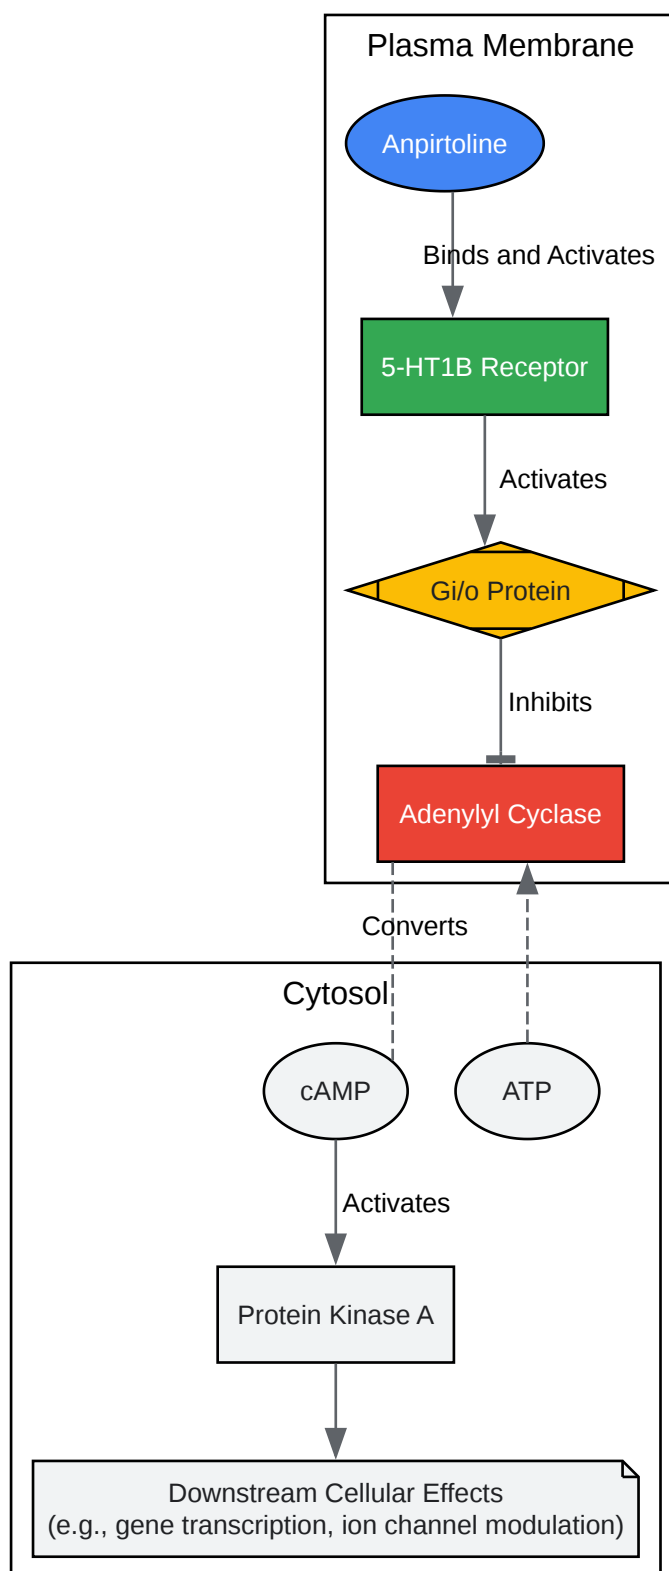 Plasma Membrane
Anpirtoline
Binds and Activates
5-HT1B Receptor
Activates
Gi/o Protein
Inhibits
Adenylyl Cyclase
Converts
Cytosol
cAMP
ATP
Activates
Protein Kinase A
Downstream Cellular Effects
(e.g., gene transcription, ion channel modulation)